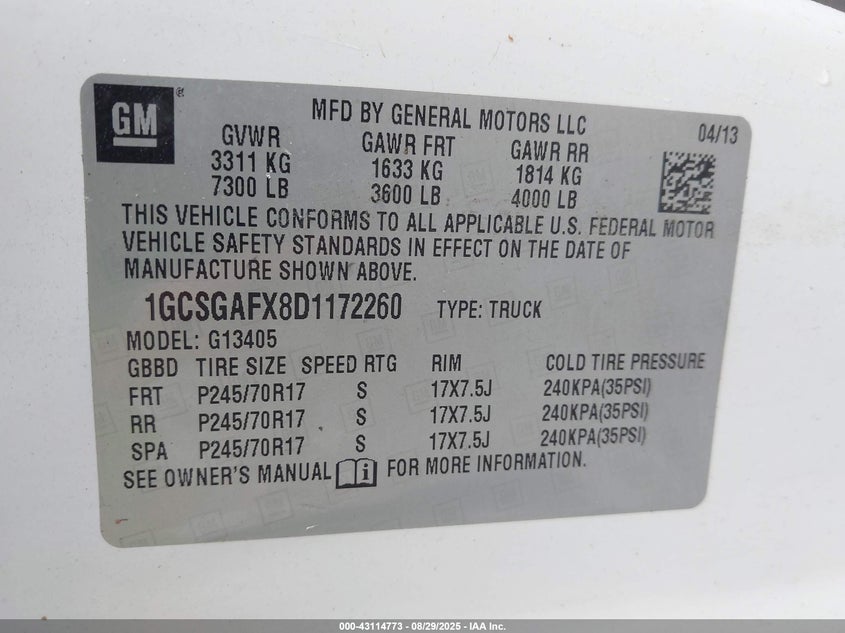 GM ®
MFD BY GENERAL MOTORS LLC
04/13
GVWR GAWR FRT GAWR RR
3311 KG 1633 KG 1814 KG
7300 LB 3600 LB 4000 LB
THIS VEHICLE CONFORMS TO ALL APPLICABLE U.S. FEDERAL MOTOR
VEHICLE SAFETY STANDARDS IN EFFECT ON THE DATE OF
MANUFACTURE SHOWN ABOVE.
1GCSGAFX8D1172260 TYPE: TRUCK
MODEL: G13405
GBBD TIRE SIZE SPEED RTG RIM COLD TIRE PRESSURE
FRT P245/70R17 S 17X7.5J 240KPA(35PSI)
RR P245/70R17 S 17X7.5J 240KPA(35PSI)
SPA P245/70R17 S 17X7.5J 240KPA(35PSI)
SEE OWNER'S MANUAL i FOR MORE INFORMATION.
000-43114773 - 08/29/2025 - IAA Inc.